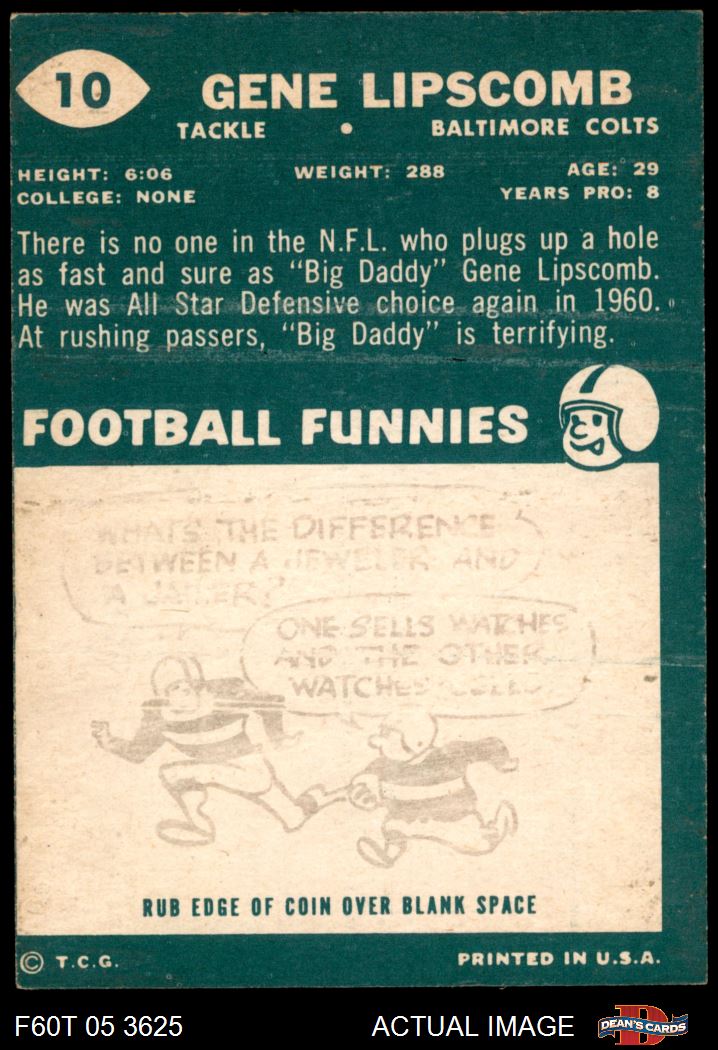 10
GENE LIPSCOMB
TACKLE • BALTIMORE COLTS
HEIGHT: 6:06 WEIGHT: 288 AGE: 29
COLLEGE: NONE YEARS PRO: 8
There is no one in the N.F.L. who plugs up a hole
as fast and sure as "Big Daddy" Gene Lipscomb.
He was All Star Defensive choice again in 1960.
At rushing passers, "Big Daddy" is terrifying.
FOOTBALL FUNNIES
WHATS THE DIFFERENCE
BETWEEN A JEWELER AND
A JAILER?
ONE SELLS WATCHES
AND THE OTHER
WATCHES CELLS
RUB EDGE OF COIN OVER BLANK SPACE
© T.C.G. PRINTED IN U.S.A.
F60T 05 3625 ACTUAL IMAGE DEAN'S CARDS